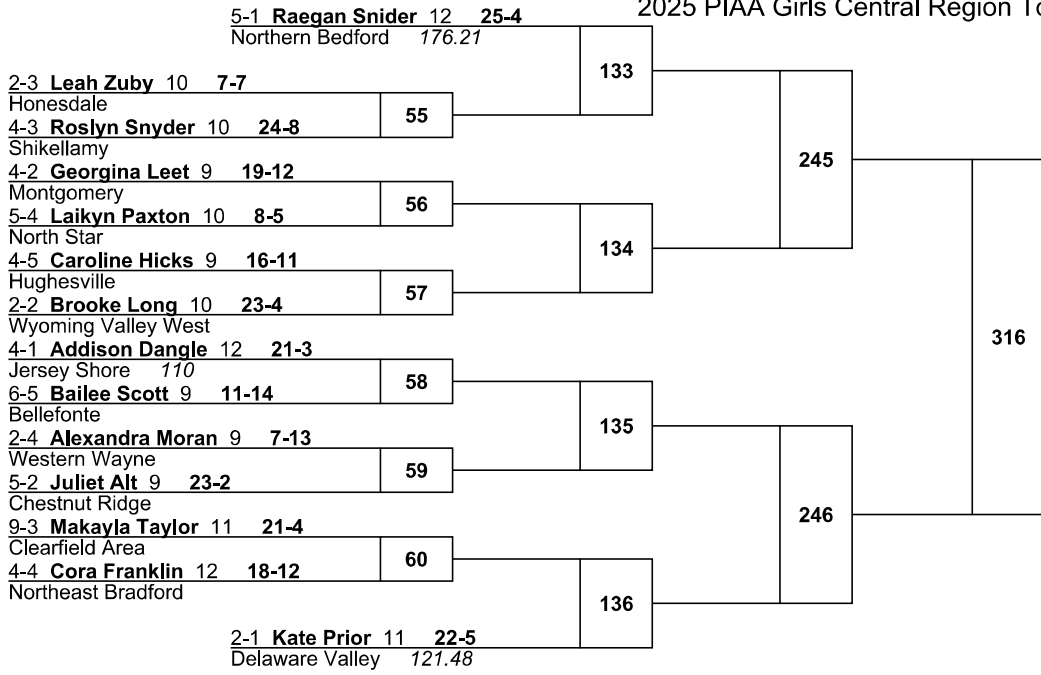 2025 PIAA Girls Central Region To
5-1 Raegan Snider 12 25-4
Northern Bedford 176.21
133
2-3 Leah Zuby 10 7-7
Honesdale
55
4-3 Roslyn Snyder 10 24-8
Shikellamy
245
4-2 Georgina Leet 9 19-12
Montgomery
56
5-4 Laikyn Paxton 10 8-5
North Star
134
4-5 Caroline Hicks 9 16-11
Hughesville
57
2-2 Brooke Long 10 23-4
Wyoming Valley West
316
4-1 Addison Dangle 12 21-3
Jersey Shore 110
58
6-5 Bailee Scott 9 11-14
Bellefonte
135
2-4 Alexandra Moran 9 7-13
Western Wayne
59
5-2 Juliet Alt 9 23-2
Chestnut Ridge
246
9-3 Makayla Taylor 11 21-4
Clearfield Area
60
4-4 Cora Franklin 12 18-12
Northeast Bradford
136
2-1 Kate Prior 11 22-5
Delaware Valley 121.48